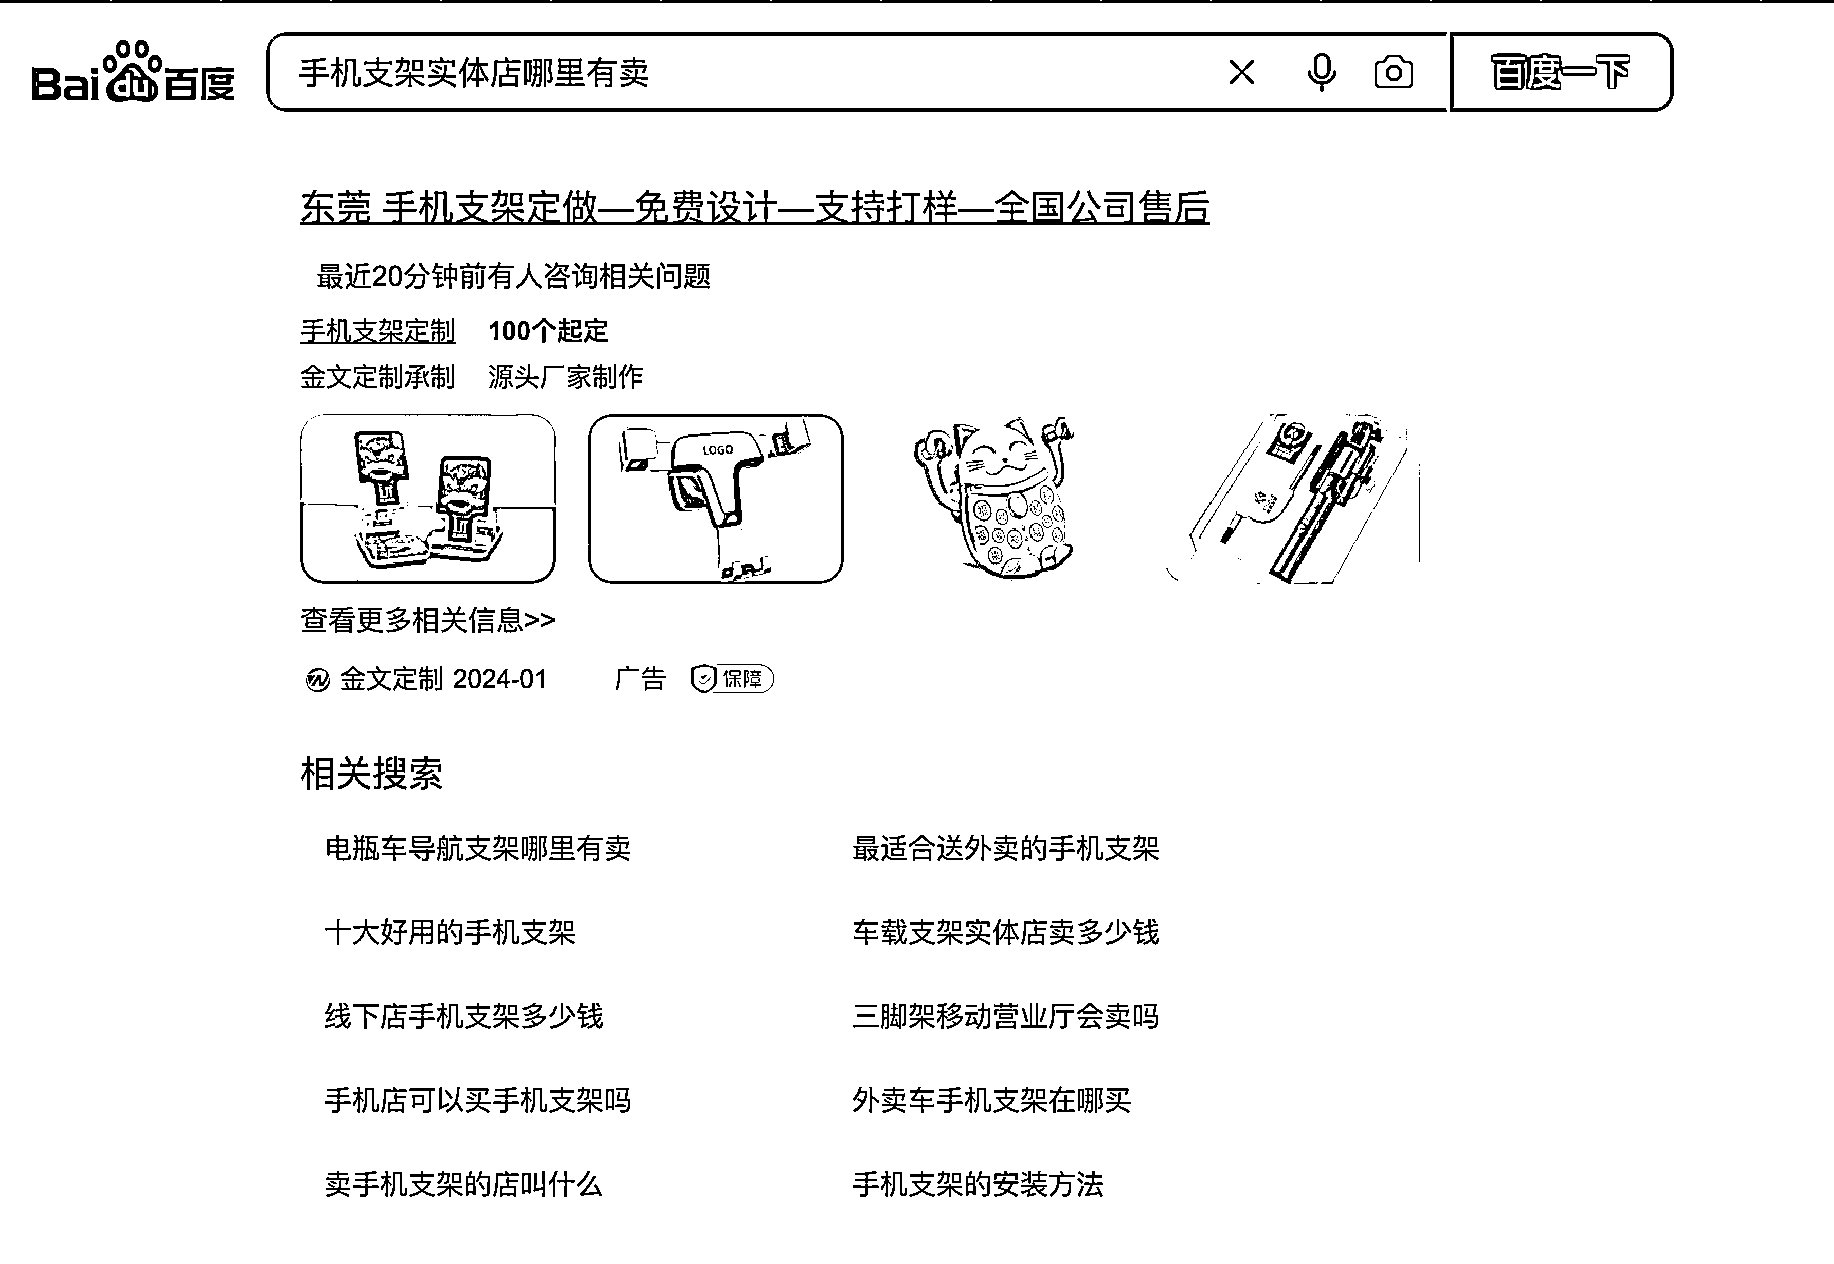 Bai du 百度
手机支架实体店哪里有卖
百度一下
东莞 手机支架定做—免费设计—支持打样—全国公司售后
最近20分钟前有人咨询相关问题
手机支架定制 100个起定
金文定制承制 源头厂家制作
LOGO
查看更多相关信息>>
金文定制 2024-01 广告 保障
相关搜索
电瓶车导航支架哪里有卖 最适合送外卖的手机支架
十大好用的手机支架 车载支架实体店卖多少钱
线下店手机支架多少钱 三脚架移动营业厅会卖吗
手机店可以买手机支架吗 外卖车手机支架在哪买
卖手机支架的店叫什么 手机支架的安装方法